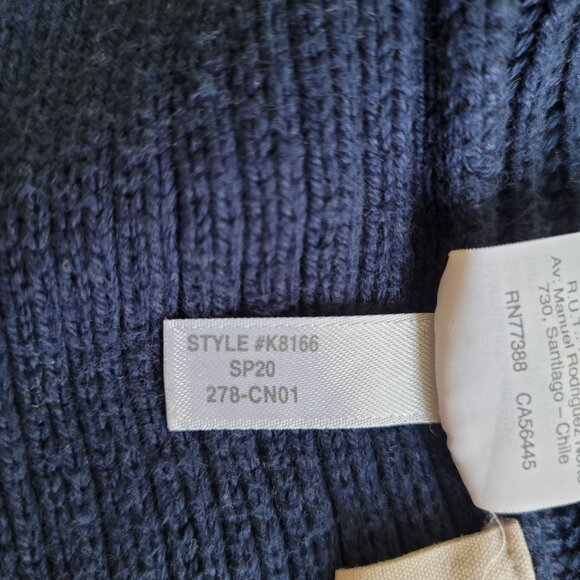 STYLE #K8166
SP20
278-CN01
R.U.
Av: Manuel Rodriguez
730, Santiago – Chile
RN77388 CA56445